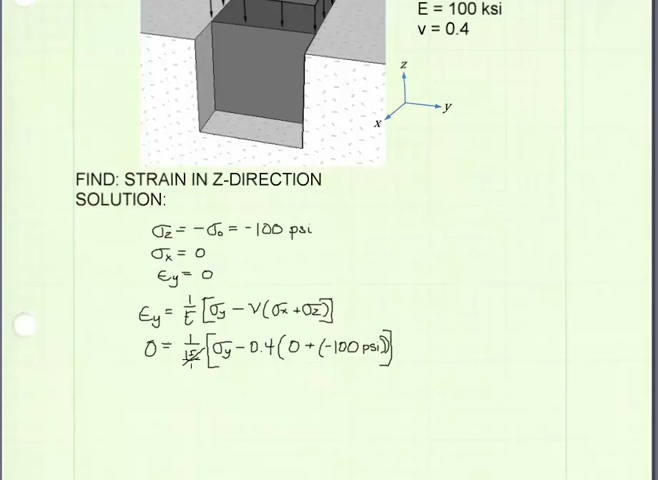 E = 100 ksi
v = 0.4
z
y
x
FIND: STRAIN IN Z-DIRECTION
SOLUTION:
σz = -σ₀ = -100 psi
σx = 0
εy = 0
εy = 1/E [σy - ν(σx + σz)]
0 = 1/E [σy - 0.4(0 + (-100 psi))]